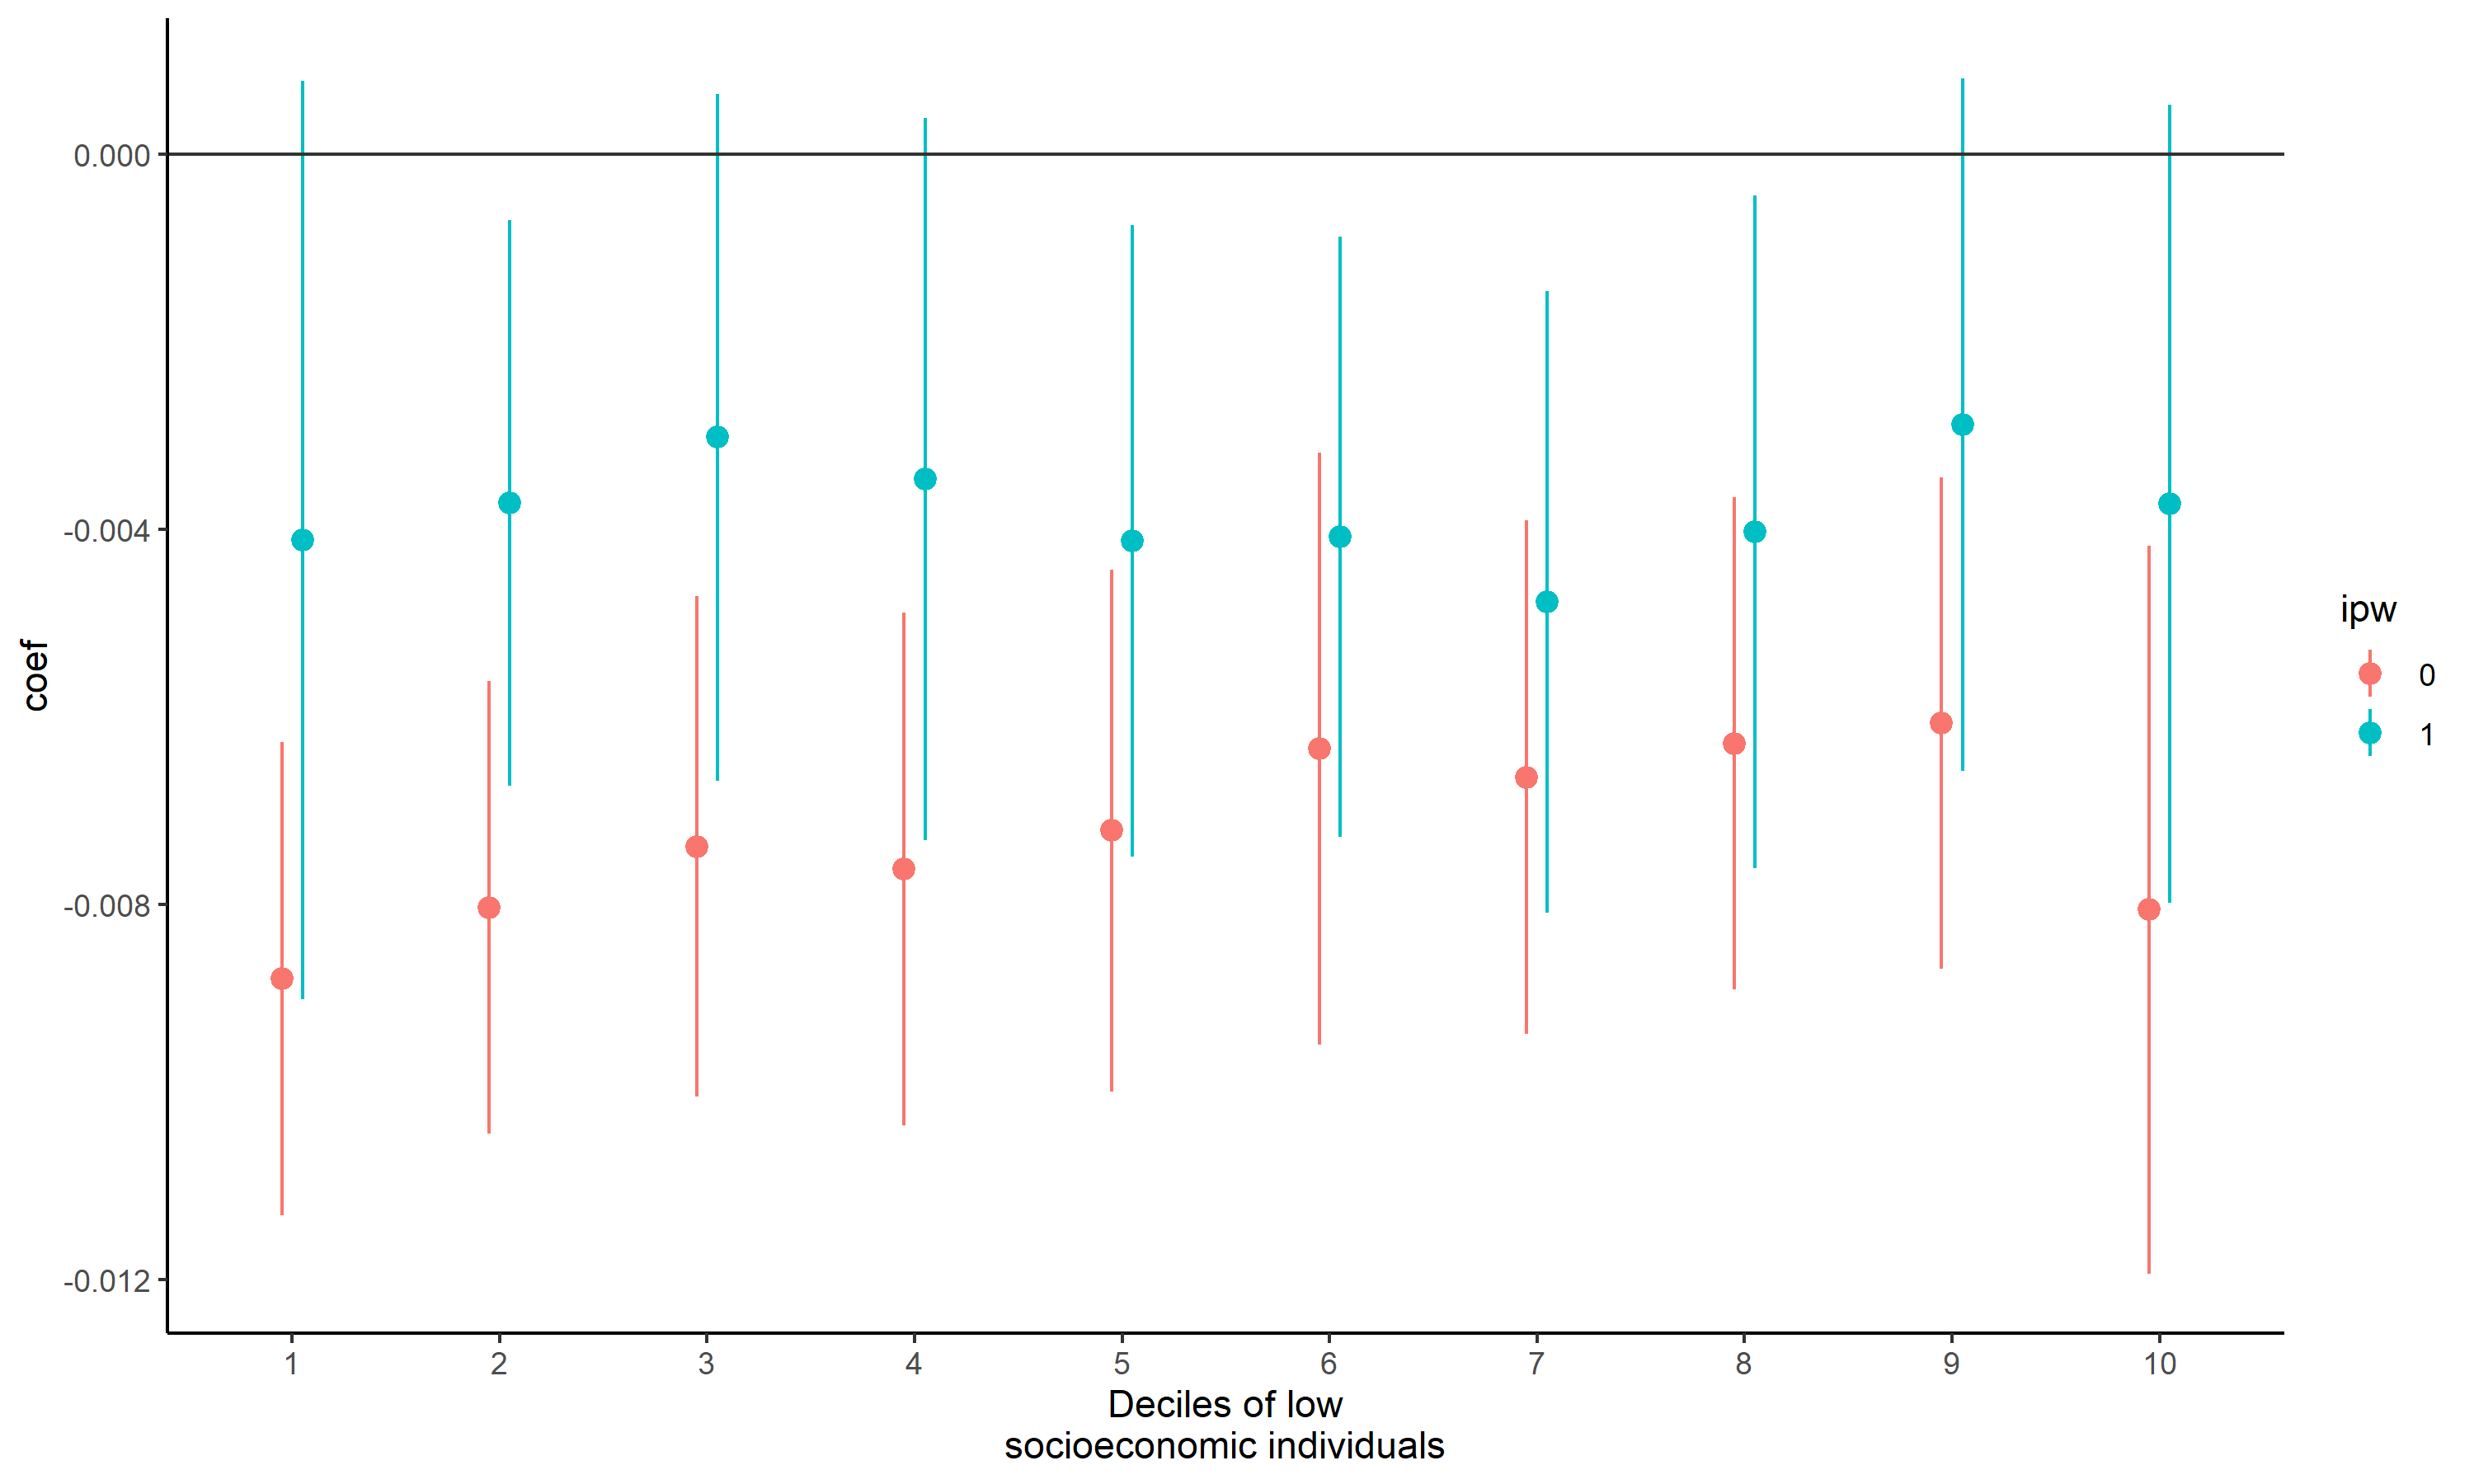 0.000
-0.004
-0.008
-0.012
coef
1 2 3 4 5 6 7 8 9 10
Deciles of low
socioeconomic individuals
ipw
0
1